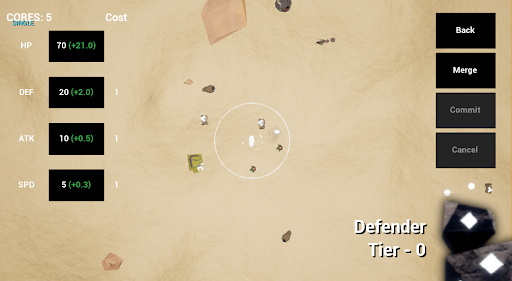 CORES: 5 Cost
SINGLE
HP 70 (+21.0)
DEF 20 (+2.0) 1
ATK 10 (+0.5) 1
SPD 5 (+0.3) 1
Back
Merge
Commit
Cancel
Defender
Tier - 0